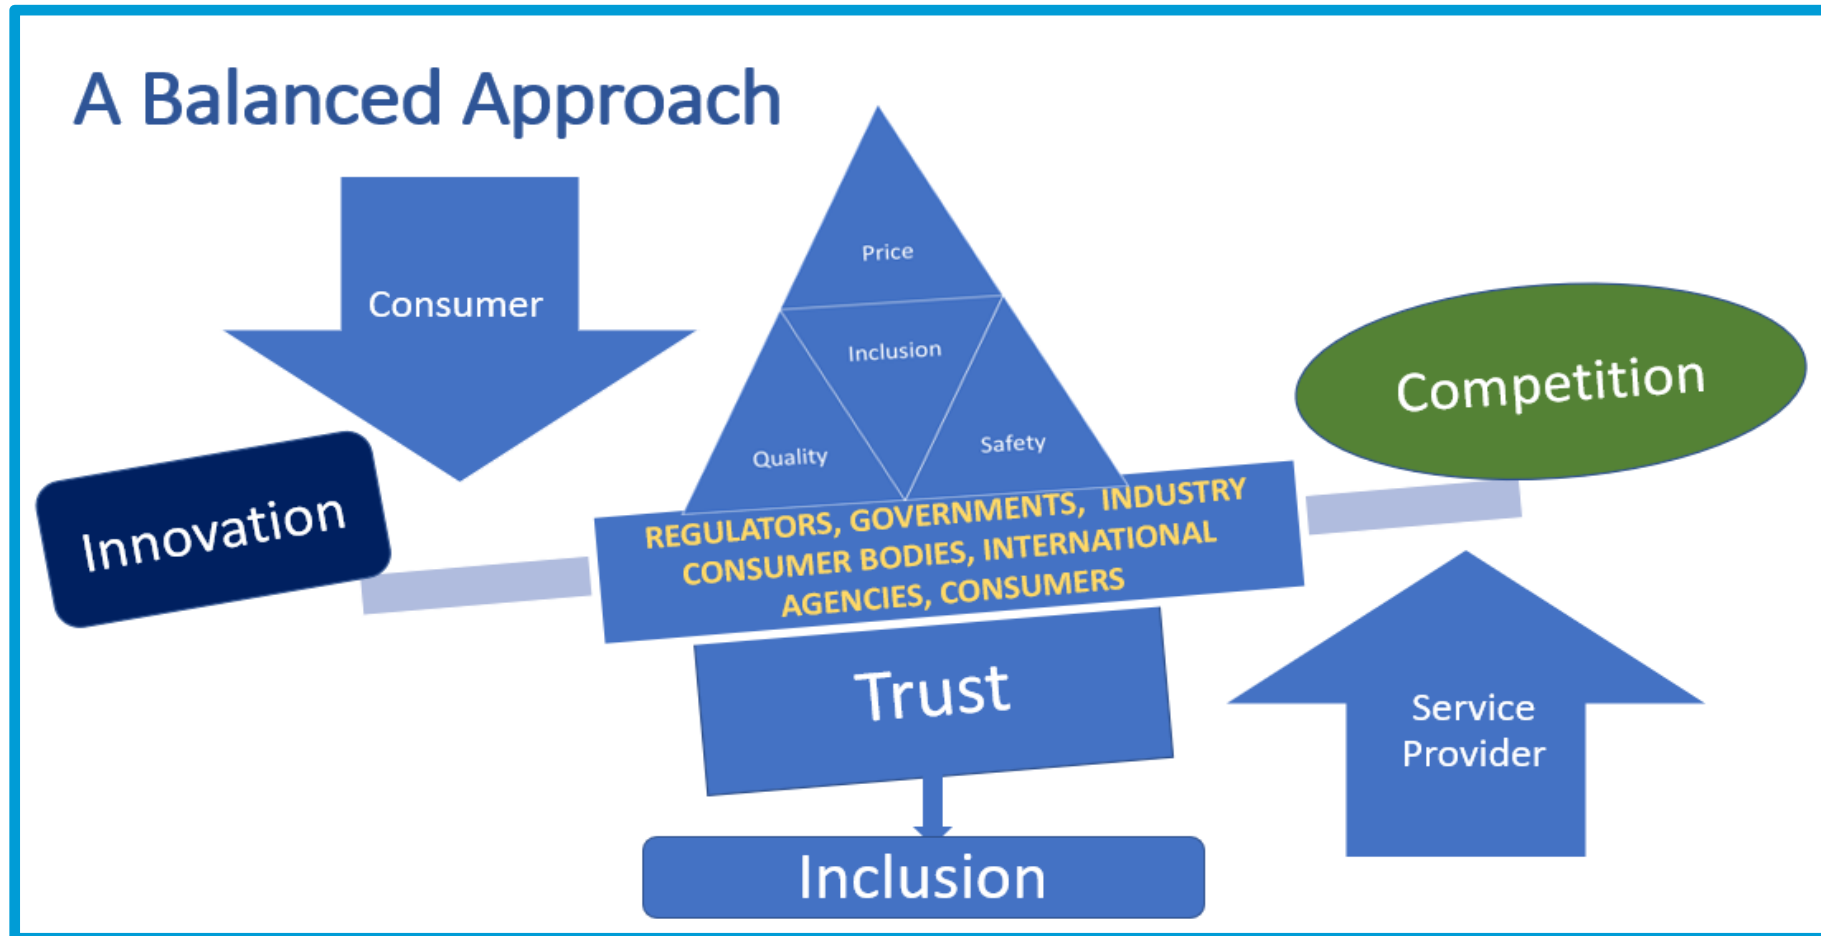 A Balanced Approach
Consumer
Price
Inclusion
Quality
Safety
Innovation
Competition
REGULATORS, GOVERNMENTS, INDUSTRY
CONSUMER BODIES, INTERNATIONAL
AGENCIES, CONSUMERS
Trust
Service
Provider
Inclusion